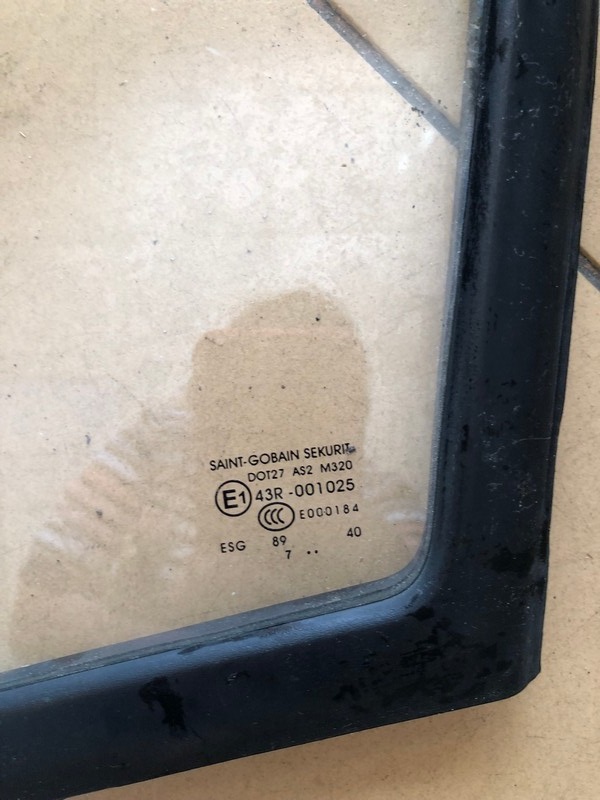 SAINT-GOBAIN SEKURIT
DOT27 AS2 M320
E1 43R-001025
CCC E000184
ESG 89 40
7 ..